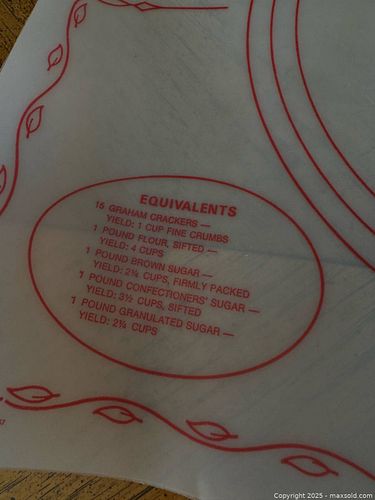 EQUIVALENTS
15 GRAHAM CRACKERS —
YIELD: 1 CUP FINE CRUMBS
1 POUND FLOUR, SIFTED —
YIELD: 4 CUPS
1 POUND BROWN SUGAR —
YIELD: 2¼ CUPS, FIRMLY PACKED
1 POUND CONFECTIONERS' SUGAR —
YIELD: 3½ CUPS, SIFTED
1 POUND GRANULATED SUGAR —
YIELD: 2¼ CUPS
Copyright 2025 - maxsold.com